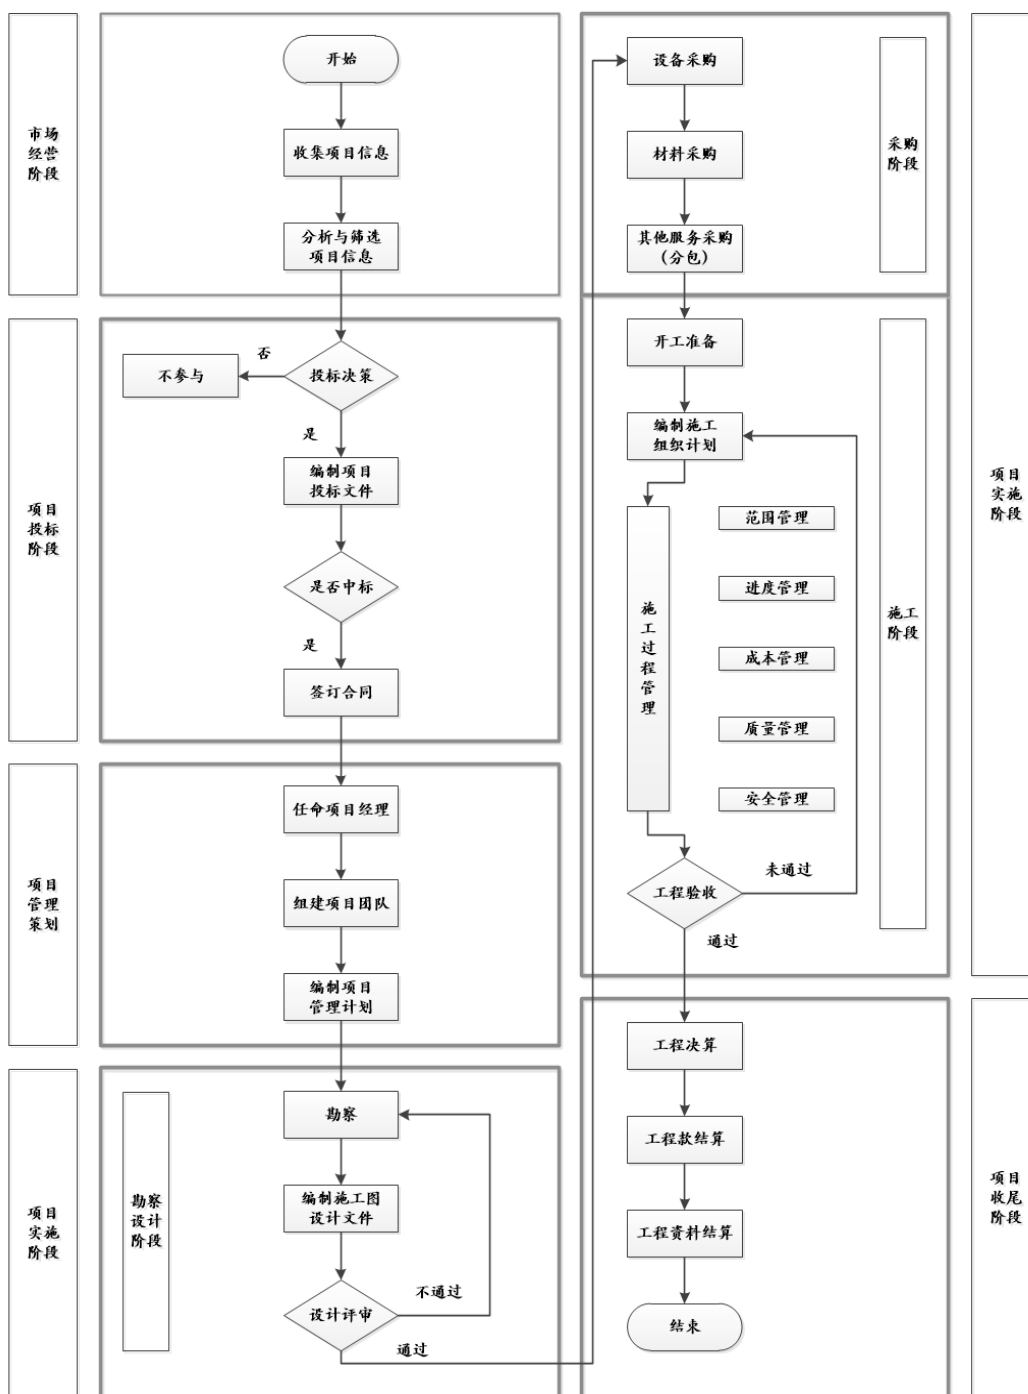 市场
经营
阶段
开始
收集项目信息
分析与筛选
项目信息
项目
投标
阶段
投标决策
否
不参与
是
编制项目
投标文件
是否中标
是
签订合同
项目
管理
策划
任命项目经理
组建项目团队
编制项目
管理计划
项目
实施
阶段
勘察
设计
阶段
勘察
编制施工图
设计文件
设计评审
不通过
通过
设备采购
材料采购
其他服务采购
(分包)
采购
阶段
开工准备
编制施工
组织计划
施工过程管理
范围管理
进度管理
成本管理
质量管理
安全管理
工程验收
未通过
通过
施工
阶段
项目
实施
阶段
工程决算
工程款结算
工程资料结算
结束
项目
收尾
阶段